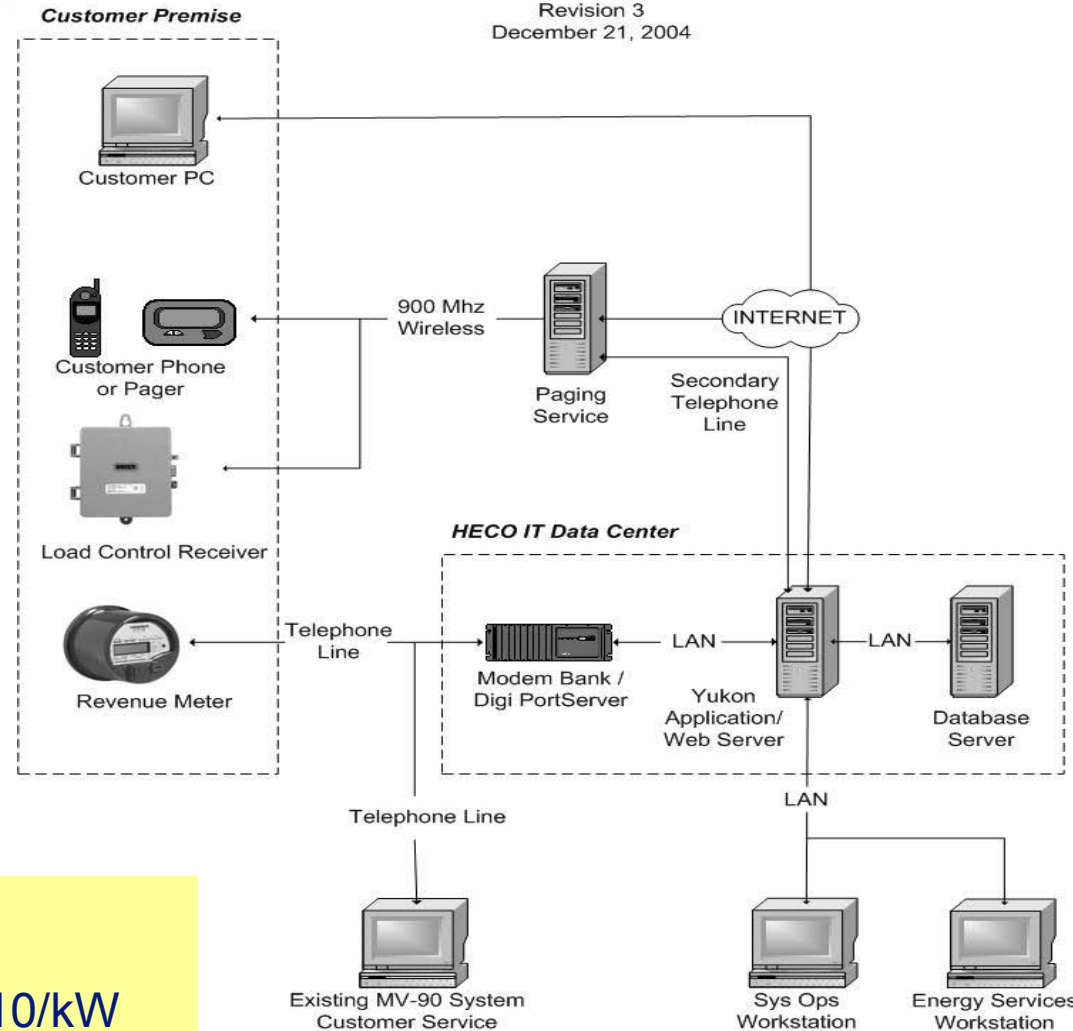 Revision 3
December 21, 2004
Customer Premise
Customer PC
900 Mhz
Wireless
INTERNET
Customer Phone
or Pager
Paging
Service
Secondary
Telephone
Line
Load Control Receiver
HECO IT Data Center
Telephone
Line
LAN
LAN
Revenue Meter
Modem Bank /
Digi PortServer
Yukon
Application/
Web Server
Database
Server
LAN
Telephone Line
10/kW
Existing MV-90 System
Customer Service
Sys Ops
Workstation
Energy Services
Workstation